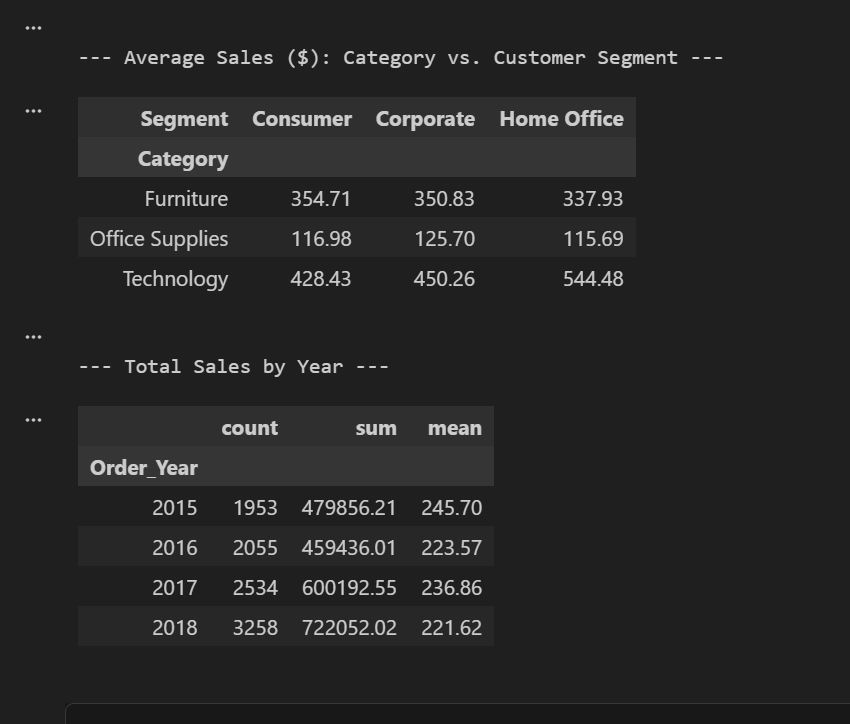 ...
--- Average Sales ($): Category vs. Customer Segment ---
...
Segment Consumer Corporate Home Office
Category
Furniture 354.71 350.83 337.93
Office Supplies 116.98 125.70 115.69
Technology 428.43 450.26 544.48
...
--- Total Sales by Year ---
...
count sum mean
Order_Year
2015 1953 479856.21 245.70
2016 2055 459436.01 223.57
2017 2534 600192.55 236.86
2018 3258 722052.02 221.62